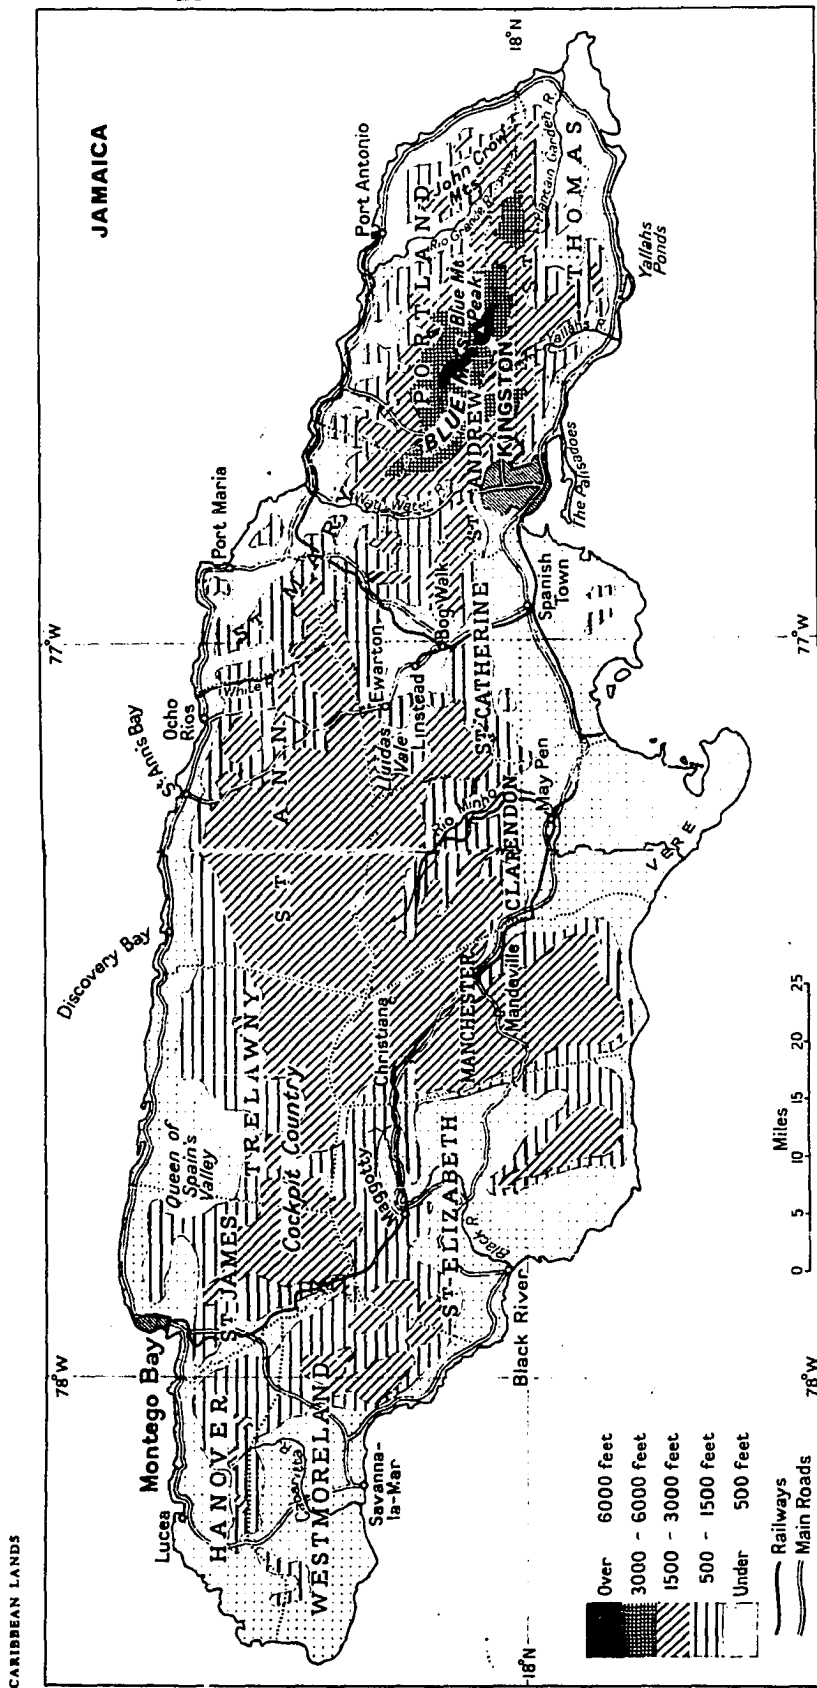 CARIBBEAN LANDS
JAMAICA
78°W
77°W
18°N
Lucea
Montego Bay
Discovery Bay
St. Ann's Bay
Ocho
Rios
Port Maria
Port Antonio
HANOVER
ST. JAMES
TRELAWNY
ST ANN
ST MARY
PORTLAND
Queen of
Spain's
Valley
Cockpit Country
White R.
Wag Water R.
Rio Grande R.
John Crow
Mts
BLUE MTS
Blue Mt
Peak
WESTMORELAND
Cabaritta R.
Savanna-
la-Mar
Maggotty
Christiana
Luidas
Vale
Ewarton
Linstead
Bog Walk
ST. ELIZABETH
MANCHESTER
CLARENDON
ST. CATHERINE
ST. ANDREW
KINGSTON
ST THOMAS
Black R.
Black River
Mandeville
Rio Minho
May Pen
Spanish
Town
The Palisadoes
Yallahs R.
Plantain Garden R.
Yallahs
Ponds
VERE
18°N
78°W
77°W
Over 6000 feet
3000 - 6000 feet
1500 - 3000 feet
500 - 1500 feet
Under 500 feet
Railways
Main Roads
0 5 10 15 20 25
Miles